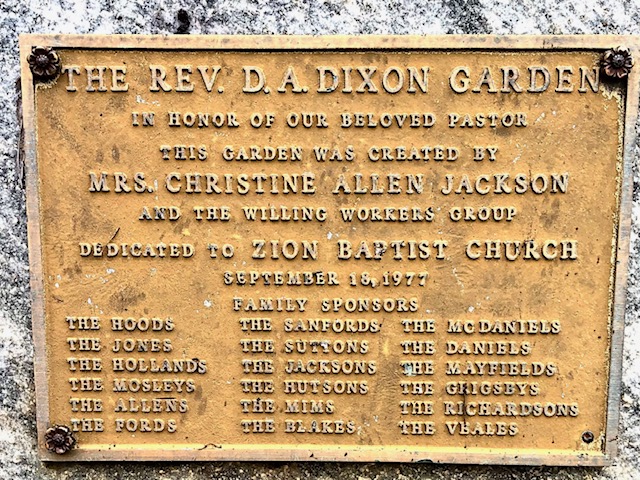 THE REV. D. A. DIXON GARDEN
IN HONOR OF OUR BELOVED PASTOR
THIS GARDEN WAS CREATED BY
MRS. CHRISTINE ALLEN JACKSON
AND THE WILLING WORKERS' GROUP
DEDICATED TO ZION BAPTIST CHURCH
SEPTEMBER 18, 1977
FAMILY SPONSORS
THE HOODS THE SANFORDS THE MCDANIELS
THE JONES THE SUTTONS THE DANIELS
THE HOLLANDS THE JACKSONS THE MAYFIELDS
THE MOSLEYS THE HUTSONS THE GRIGSBYS
THE ALLENS THE MIMS THE RICHARDSONS
THE FORDS THE BLAKES THE VEALES